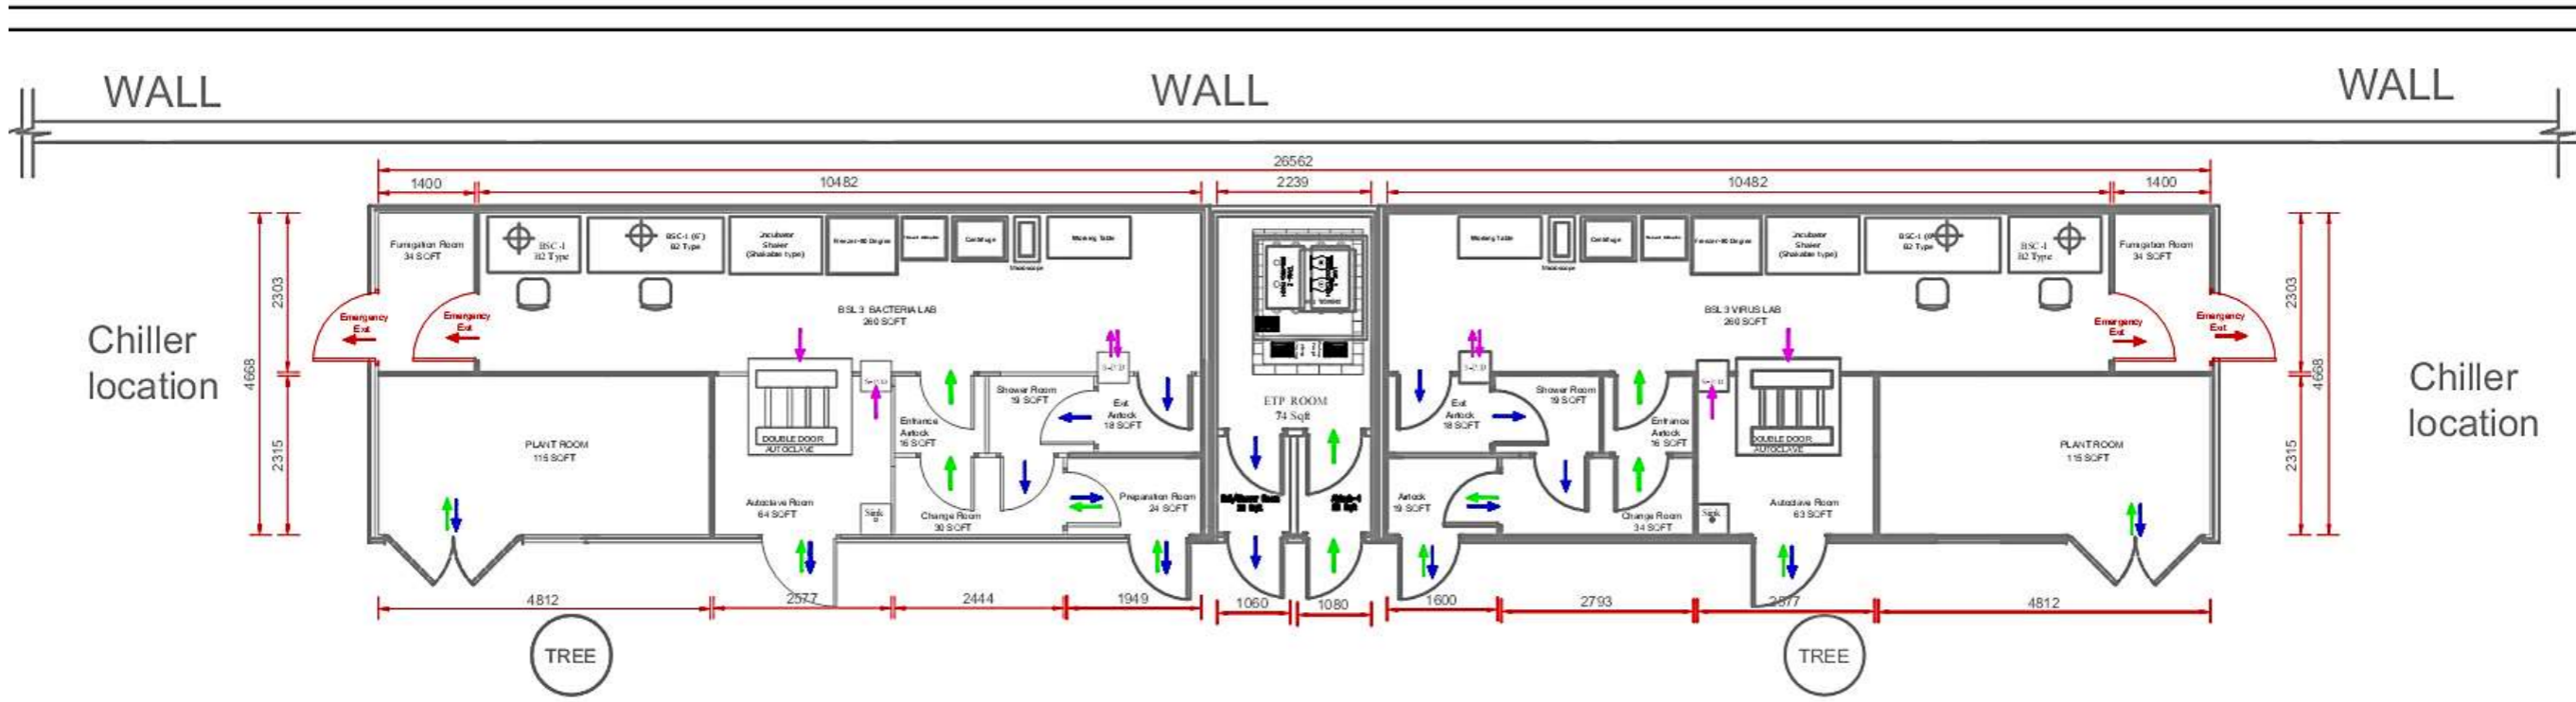 WALL
WALL
WALL
26562
1400
10482
2239
10482
1400
Fumigation Room
34 SQFT
BSC-I
B2 Type
BSC-I (6')
B2 Type
Incubator
Shaker
(Shakable type)
Freezer-80 Degree
Centrifuge
Microscope
Working Table
Working Table
Centrifuge
Microscope
Freezer-80 Degree
Incubator
Shaker
(Shakable type)
B2 Type
BSC-I
B2 Type
Fumigation Room
34 SQFT
2303
4668
2315
Emergency
Exit
Emergency
Exit
BSL 3 BACTERIA LAB
260 SQFT
BSL 3 VIRUS LAB
260 SQFT
Emergency
Exit
Emergency
Exit
2303
4668
2315
Chiller
location
Chiller
location
PLANT ROOM
115 SQFT
DOUBLE DOOR
AUTOCLAVE
Autoclave Room
64 SQFT
Sink
Entrance
Airlock
16 SQFT
Shower Room
19 SQFT
Exit
Airlock
18 SQFT
Change Room
30 SQFT
Preparation Room
24 SQFT
ETP ROOM
74 Sqft
Exit
Airlock
18 SQFT
Shower Room
19 SQFT
Entrance
Airlock
16 SQFT
Airlock
19 SQFT
Change Room
34 SQFT
Sink
DOUBLE DOOR
AUTOCLAVE
Autoclave Room
63 SQFT
PLANT ROOM
115 SQFT
4812
2577
2444
1949
1060
1080
1600
2793
2577
4812
TREE
TREE